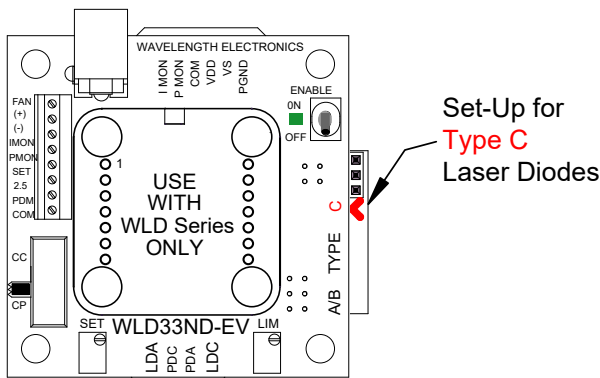 WAVELENGTH ELECTRONICS
I MON
P MON
COM
VDD
VS
PGND
ENABLE
ON
OFF
FAN
(+)
(-)
IMON
PMON
SET
2.5
PDM
COM
1
USE
WITH
WLD Series
ONLY
C
TYPE
A/B
CC
CP
SET
WLD33ND-EV
LIM
LDA
PDC
PDA
LDC
Set-Up for
Type C
Laser Diodes